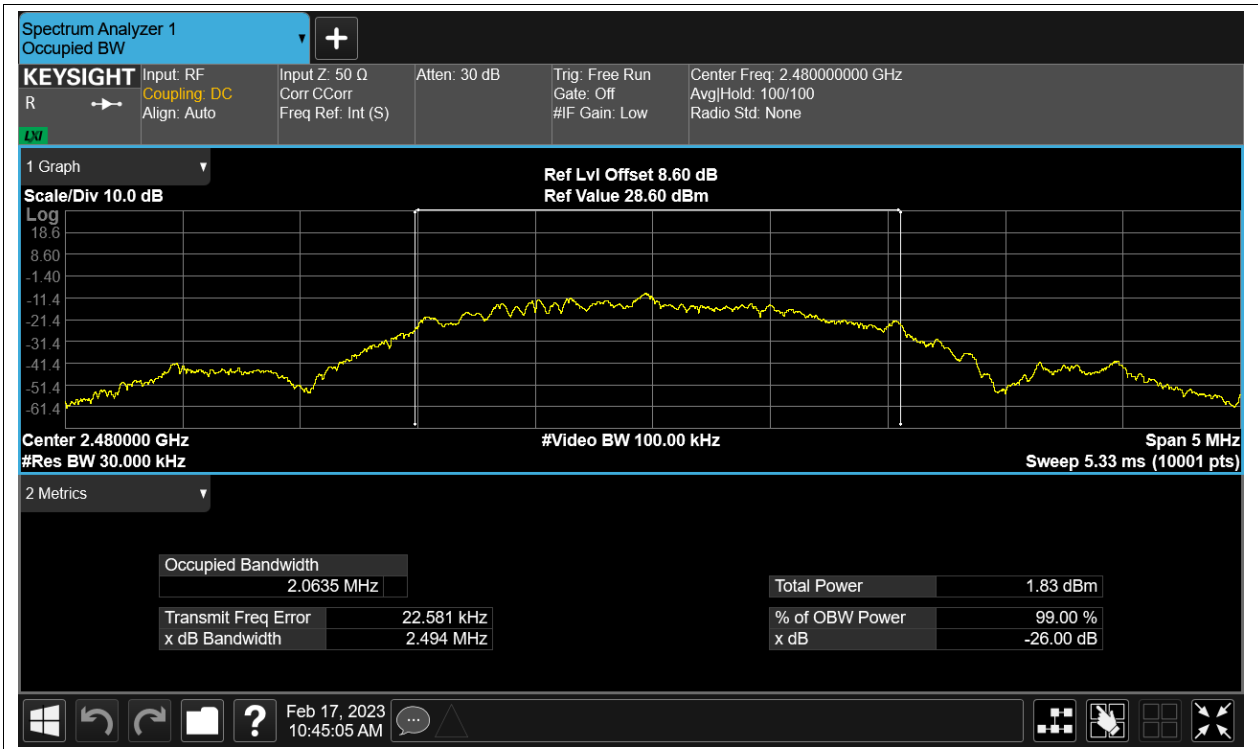 Spectrum Analyzer 1
Occupied BW
KEYSIGHT
R
LXI
Input: RF
Coupling: DC
Align: Auto
Input Z: 50 Ω
Corr CCorr
Freq Ref: Int (S)
Atten: 30 dB
Trig: Free Run
Gate: Off
#IF Gain: Low
Center Freq: 2.480000000 GHz
Avg|Hold: 100/100
Radio Std: None
1 Graph
Scale/Div 10.0 dB
Ref Lvl Offset 8.60 dB
Ref Value 28.60 dBm
Log
18.6
8.60
-1.40
-11.4
-21.4
-31.4
-41.4
-51.4
-61.4
Center 2.480000 GHz
#Video BW 100.00 kHz
Span 5 MHz
#Res BW 30.000 kHz
Sweep 5.33 ms (10001 pts)
2 Metrics
Occupied Bandwidth
2.0635 MHz
Total Power 1.83 dBm
Transmit Freq Error 22.581 kHz
% of OBW Power 99.00 %
x dB Bandwidth 2.494 MHz
x dB -26.00 dB
?
Feb 17, 2023
10:45:05 AM